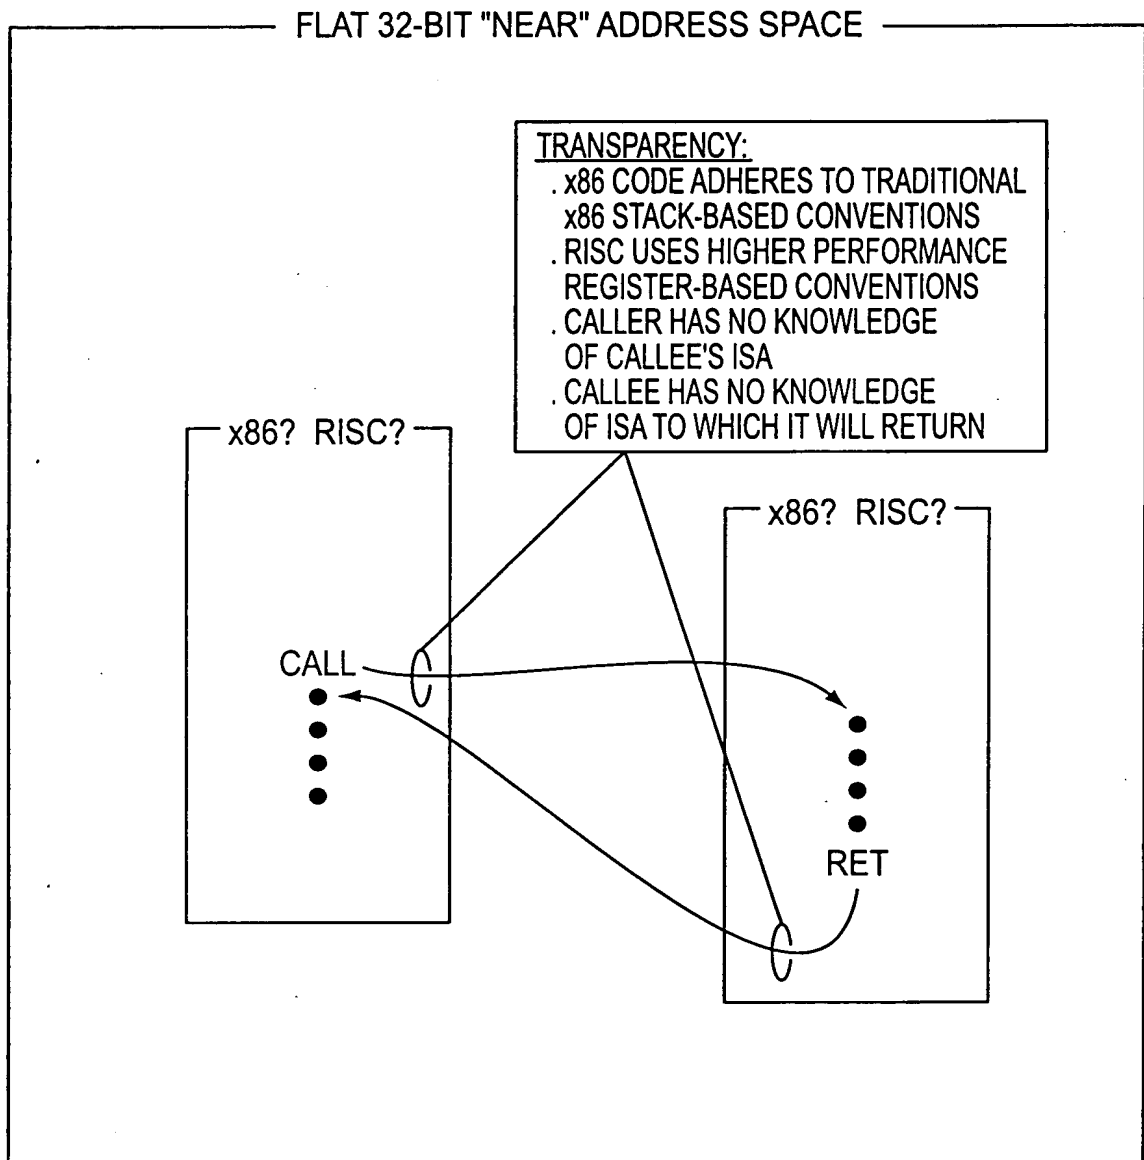 FLAT 32-BIT "NEAR" ADDRESS SPACE
TRANSPARENCY:
. x86 CODE ADHERES TO TRADITIONAL
x86 STACK-BASED CONVENTIONS
. RISC USES HIGHER PERFORMANCE
REGISTER-BASED CONVENTIONS
. CALLER HAS NO KNOWLEDGE
OF CALLEE'S ISA
. CALLEE HAS NO KNOWLEDGE
OF ISA TO WHICH IT WILL RETURN
x86? RISC?
x86? RISC?
CALL
RET